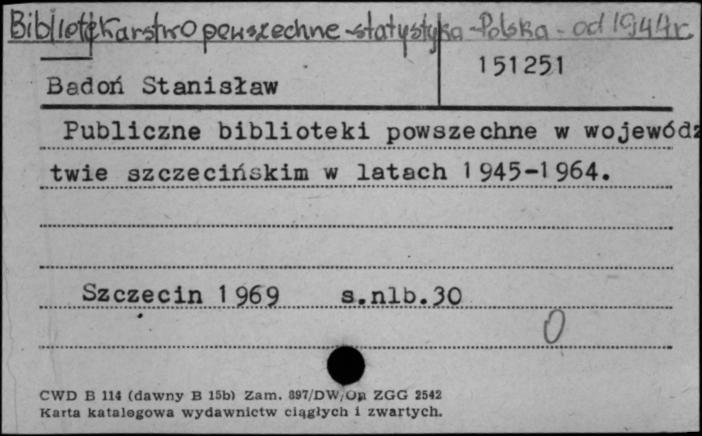 Bibliotekarstwo powszechne - statystyka - Polska - od 1944 r.
151251
Badoń Stanisław
Publiczne biblioteki powszechne w wojewódz
twie szczecińskim w latach 1945-1964.
Szczecin 1969 s.nlb.30
0
CWD B 114 (dawny B 15b) Zam. 897/DW/Op ZGG 2542
Karta katalogowa wydawnictw ciągłych i zwartych.